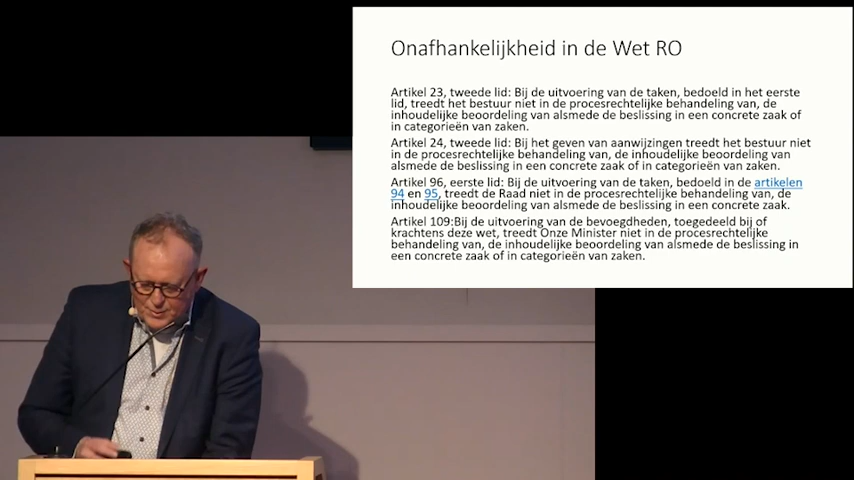 Onafhankelijkheid in de Wet RO
Artikel 23, tweede lid: Bij de uitvoering van de taken, bedoeld in het eerste
lid, treedt het bestuur niet in de procesrechtelijke behandeling van, de
inhoudelijke beoordeling van alsmede de beslissing in een concrete zaak of
in categorieën van zaken.
Artikel 24, tweede lid: Bij het geven van aanwijzingen treedt het bestuur niet
in de procesrechtelijke behandeling van, de inhoudelijke beoordeling van
alsmede de beslissing in een concrete zaak of in categorieën van zaken.
Artikel 96, eerste lid: Bij de uitvoering van de taken, bedoeld in de artikelen
94 en 95, treedt de Raad niet in de procesrechtelijke behandeling van, de
inhoudelijke beoordeling van alsmede de beslissing in een concrete zaak.
Artikel 109:Bij de uitvoering van de bevoegdheden, toegedeeld bij of
krachtens deze wet, treedt Onze Minister niet in de procesrechtelijke
behandeling van, de inhoudelijke beoordeling van alsmede de beslissing in
een concrete zaak of in categorieën van zaken.